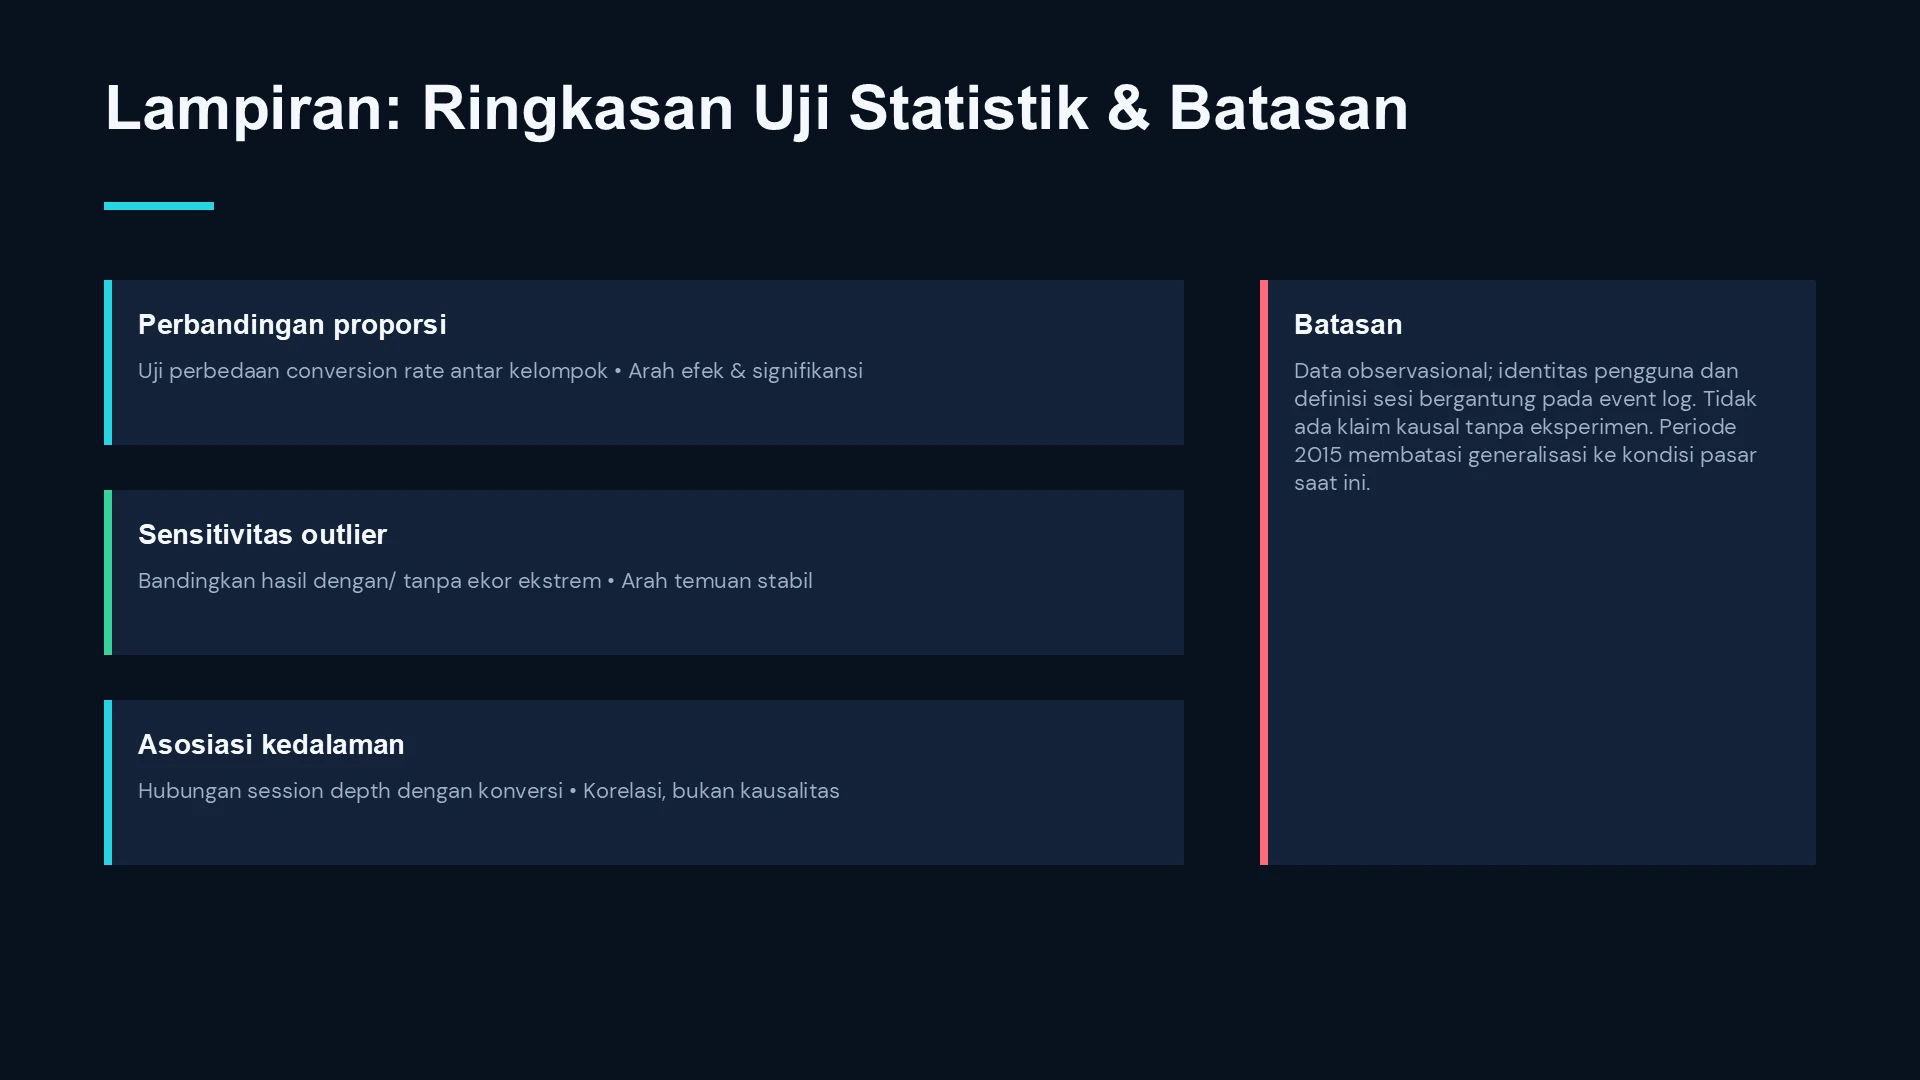 Lampiran: Ringkasan Uji Statistik & Batasan
Perbandingan proporsi
Uji perbedaan conversion rate antar kelompok • Arah efek & signifikansi
Sensitivitas outlier
Bandingkan hasil dengan/ tanpa ekor ekstrem • Arah temuan stabil
Asosiasi kedalaman
Hubungan session depth dengan konversi • Korelasi, bukan kausalitas
Batasan
Data observasional; identitas pengguna dan
definisi sesi bergantung pada event log. Tidak
ada klaim kausal tanpa eksperimen. Periode
2015 membatasi generalisasi ke kondisi pasar
saat ini.